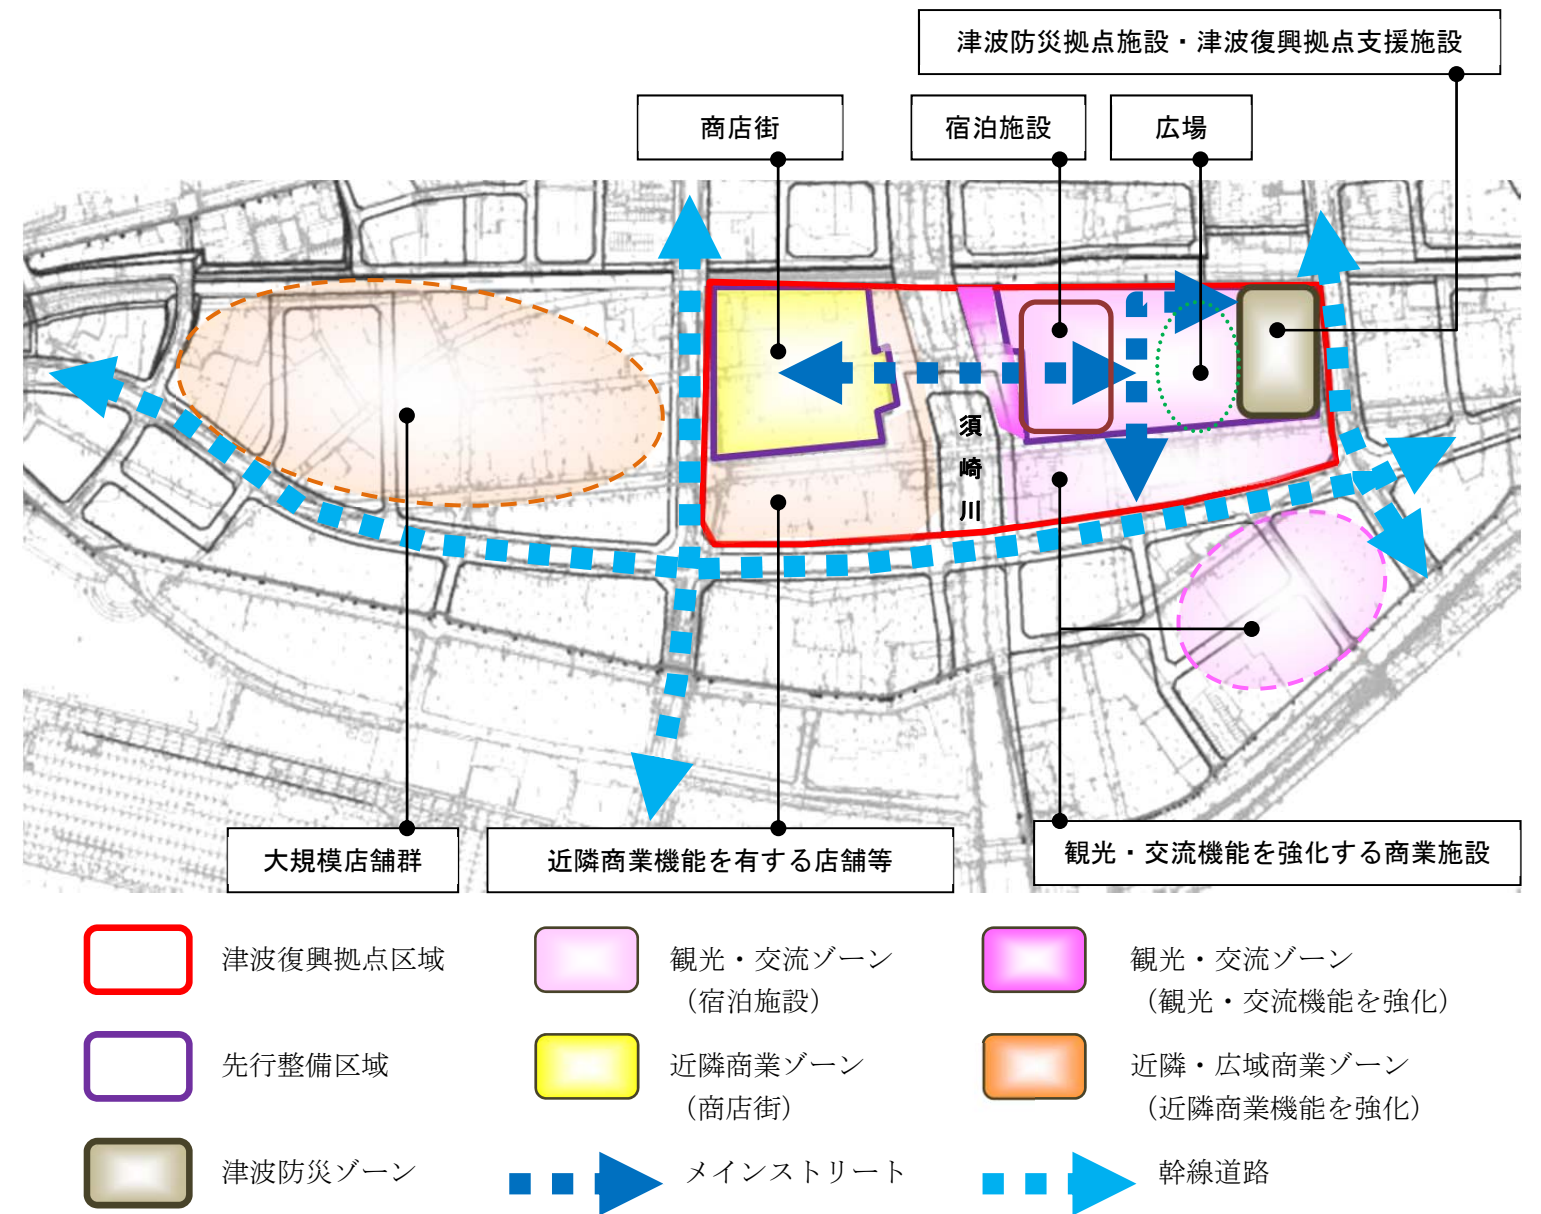 津波防災拠点施設・津波復興拠点支援施設
商店街
宿泊施設
広場
須
崎
川
大規模店舗群
近隣商業機能を有する店舗等
観光・交流機能を強化する商業施設
津波復興拠点区域
観光・交流ゾーン
（宿泊施設）
観光・交流ゾーン
（観光・交流機能を強化）
先行整備区域
近隣商業ゾーン
（商店街）
近隣・広域商業ゾーン
（近隣商業機能を強化）
津波防災ゾーン
メインストリート
幹線道路